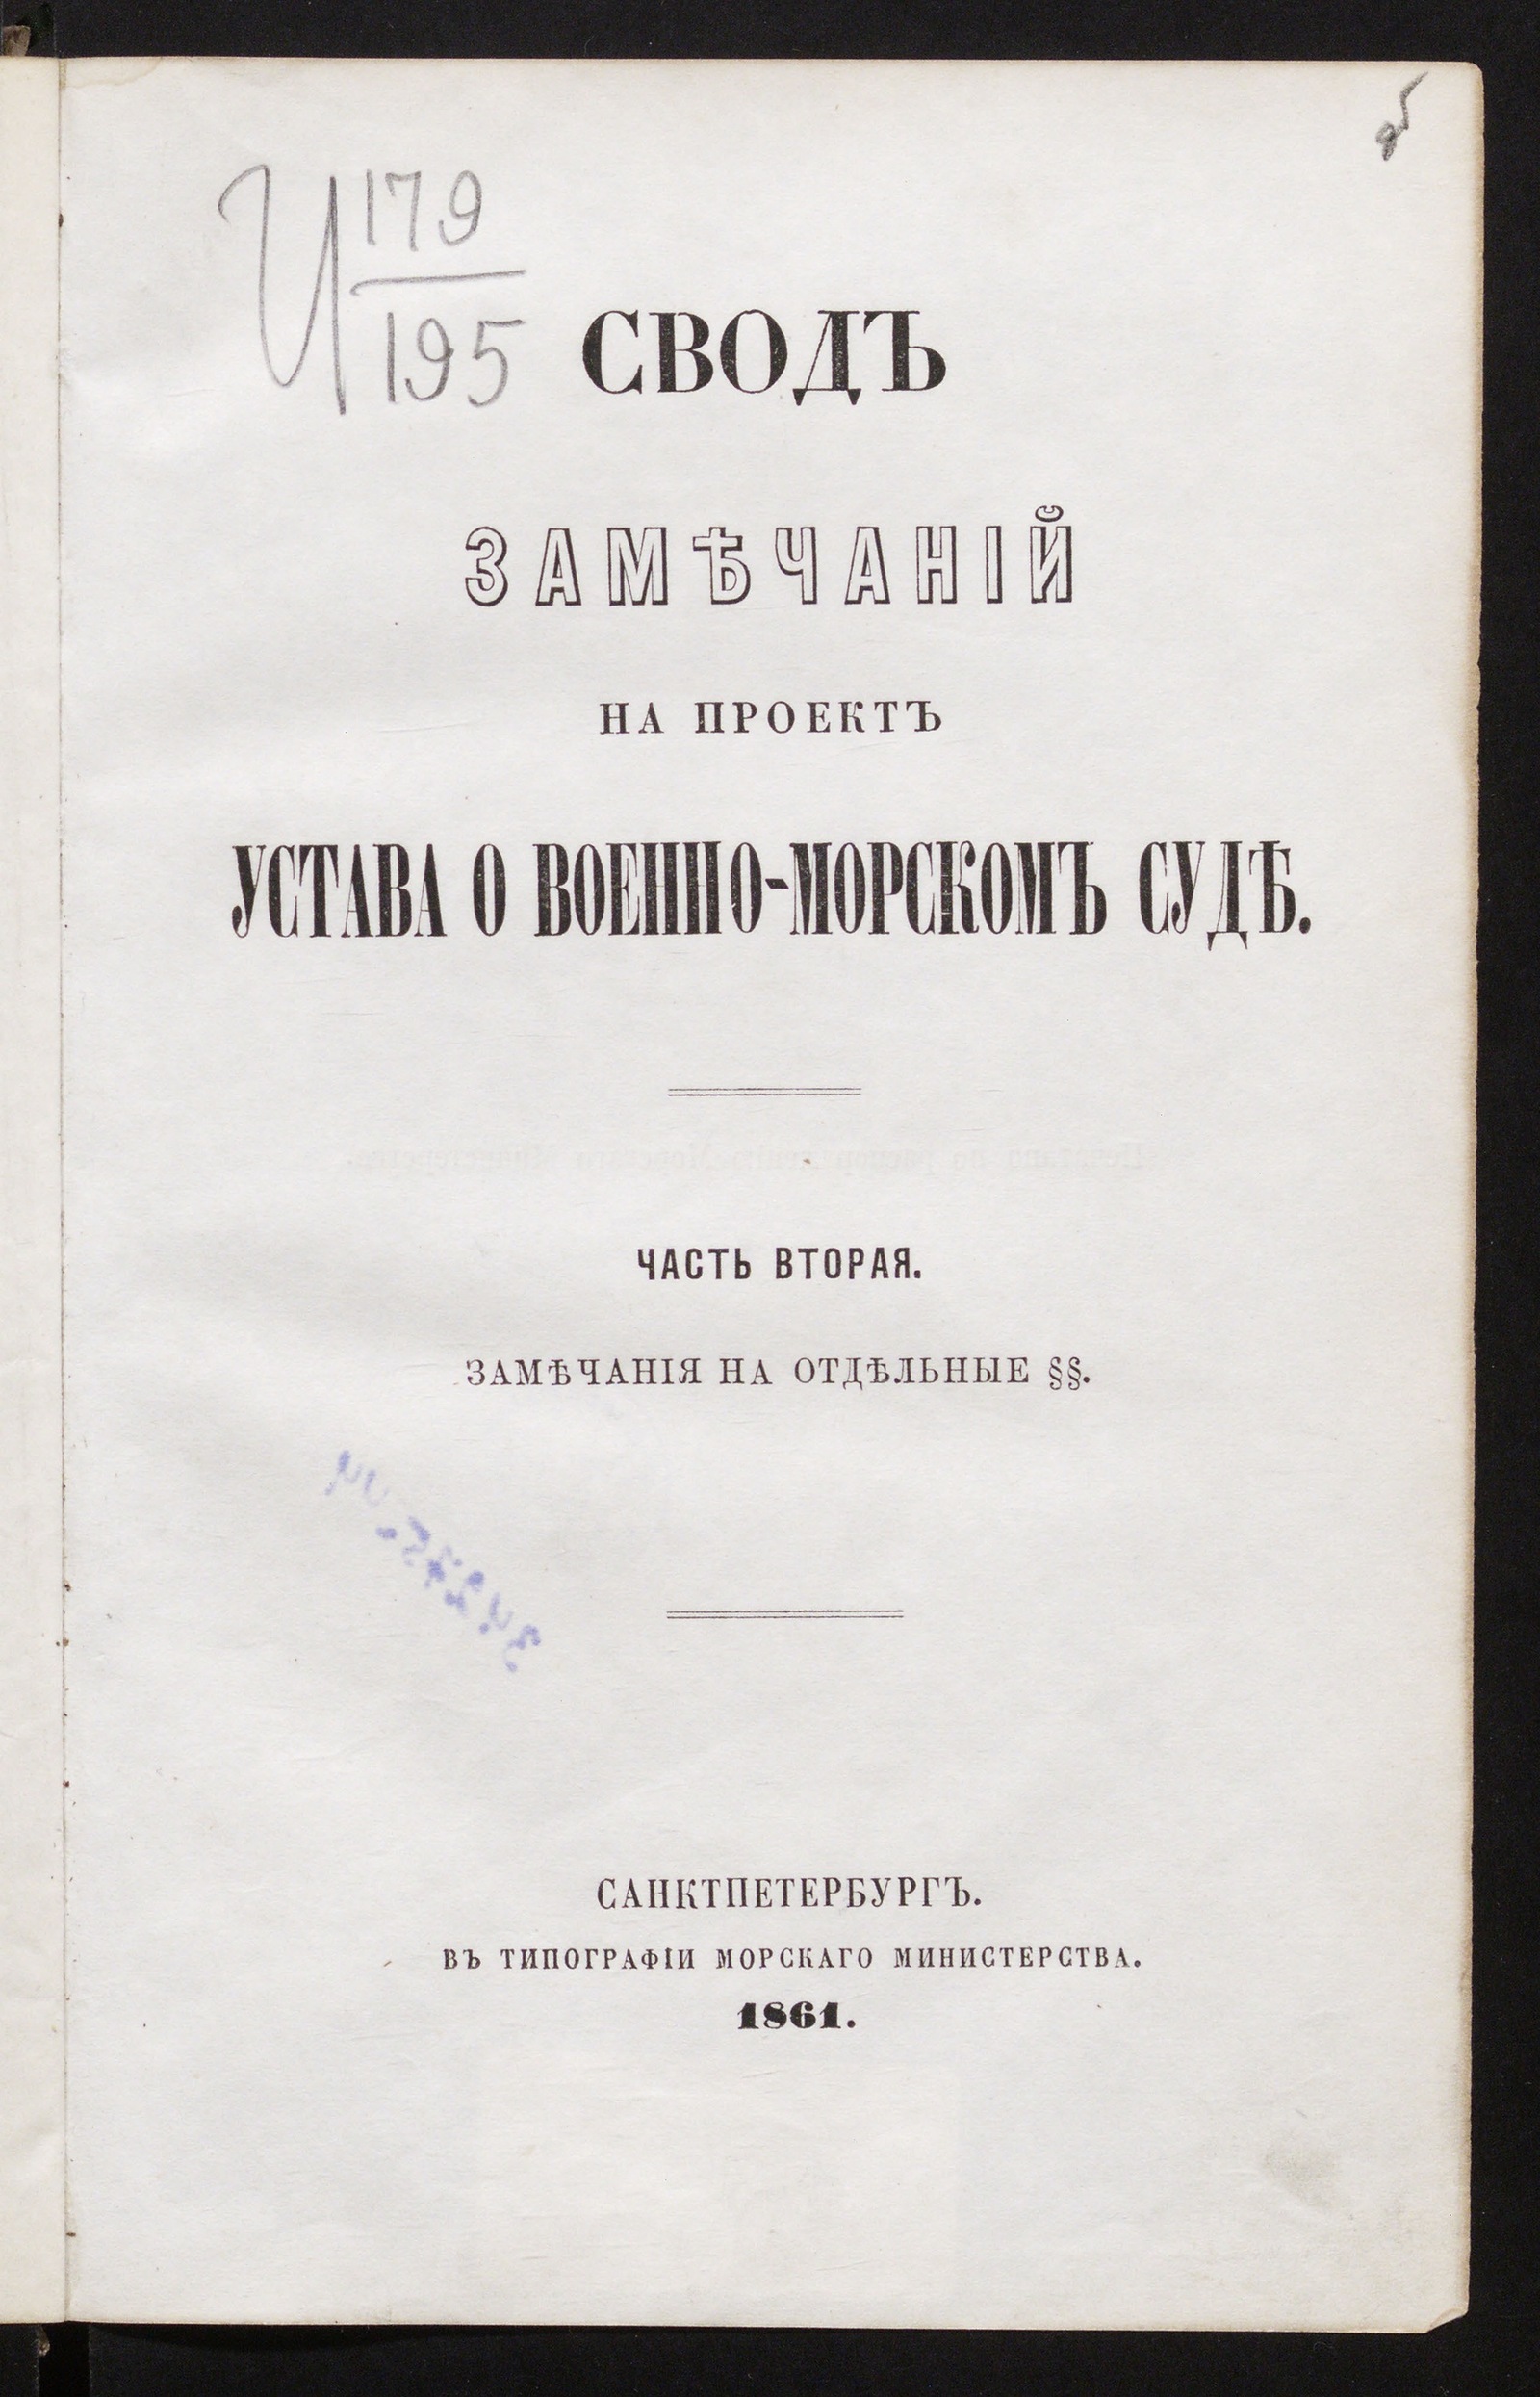 И 179
195
СВОДЪ
ЗАМѢЧАНІЙ
НА ПРОЕКТЪ
УСТАВА О ВОЕННО-МОРСКОМЪ СУДѢ.
ЧАСТЬ ВТОРАЯ.
ЗАМѢЧАНІЯ НА ОТДѢЛЬНЫЕ §§.
САНКТПЕТЕРБУРГЪ.
ВЪ ТИПОГРАФІИ МОРСКАГО МИНИСТЕРСТВА.
1861.